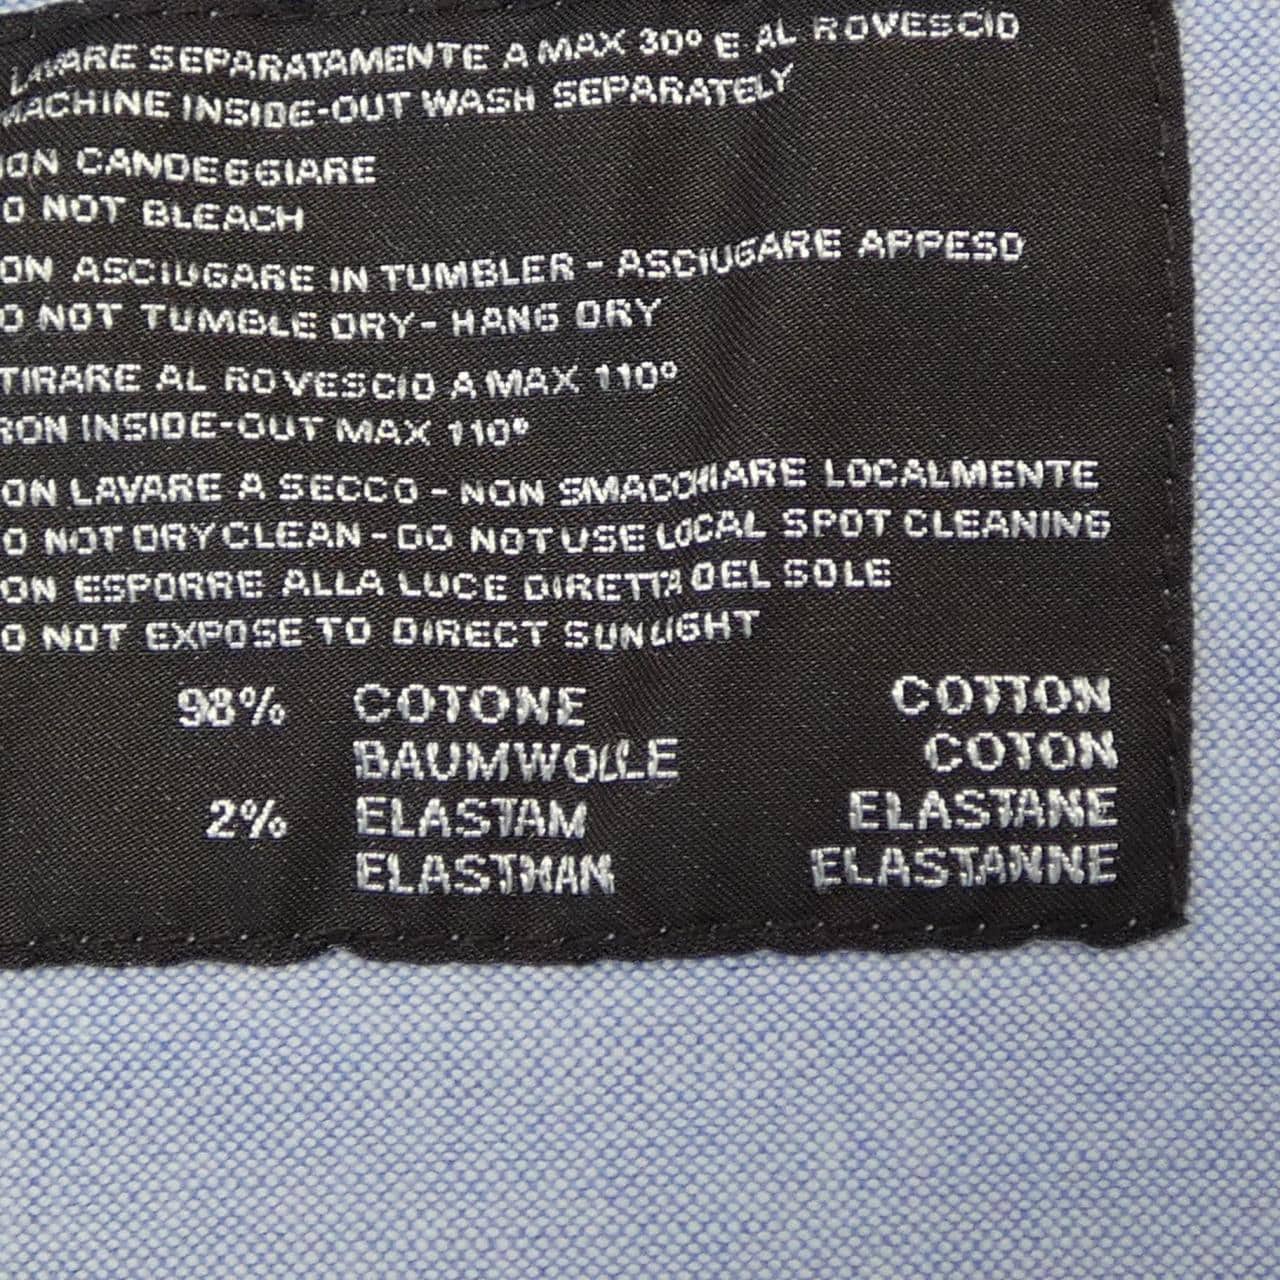 LAVARE SEPARATAMENTE A MAX 30° E AL ROVESCIO
MACHINE INSIDE-OUT WASH SEPARATELY
ON CANDEGGIARE
O NOT BLEACH
ON ASCIUGARE IN TUMBLER - ASCIUGARE APPESO
O NOT TUMBLE DRY - HANG DRY
TIRARE AL ROVESCIO A MAX 110°
RON INSIDE-OUT MAX 110°
ON LAVARE A SECCO - NON SMACCHIARE LOCALMENTE
O NOT DRY CLEAN - DO NOT USE LOCAL SPOT CLEANING
ON ESPORRE ALLA LUCE DIRETTA DEL SOLE
O NOT EXPOSE TO DIRECT SUNLIGHT
98% COTONE COTTON
BAUMWOLLE COTON
2% ELASTAM ELASTANE
ELASTHAN ELASTANNE